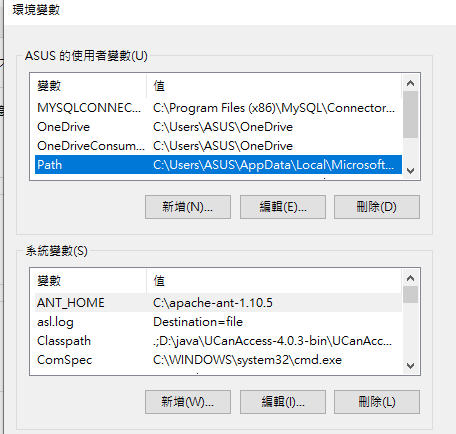 環境變數
ASUS 的使用者變數(U)
變數 值
MYSQLCONNEC... C:\Program Files (x86)\MySQL\Connector...
OneDrive C:\Users\ASUS\OneDrive
OneDriveConsum... C:\Users\ASUS\OneDrive
Path C:\Users\ASUS\AppData\Local\Microsoft...
新增(N)... 編輯(E)... 刪除(D)
系統變數(S)
變數 值
ANT_HOME C:\apache-ant-1.10.5
asl.log Destination=file
Classpath .;D:\java\UCanAccess-4.0.3-bin\UCanAcc...
ComSpec C:\WINDOWS\system32\cmd.exe
新增(W)... 編輯(I)... 刪除(L)